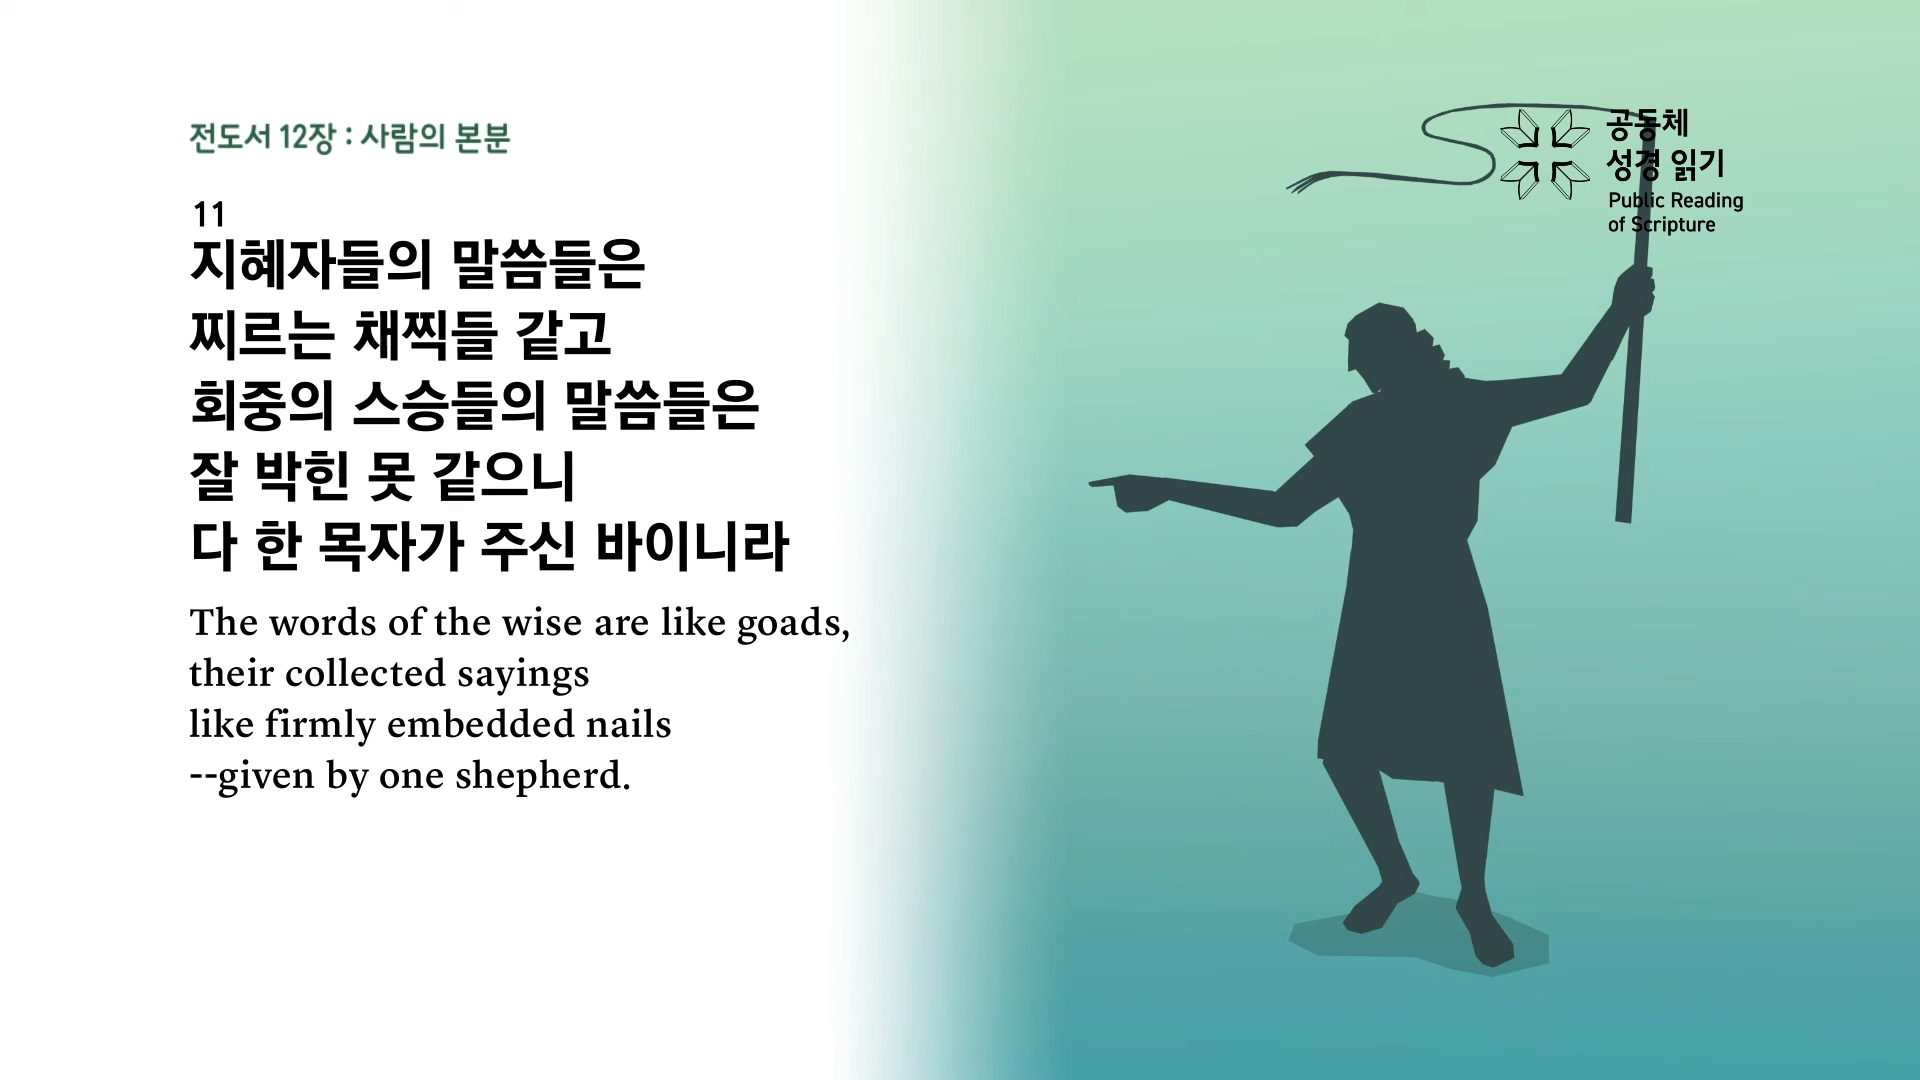 전도서 12장 : 사람의 본분
11
지혜자들의 말씀들은
찌르는 채찍들 같고
회중의 스승들의 말씀들은
잘 박힌 못 같으니
다 한 목자가 주신 바이니라
The words of the wise are like goads,
their collected sayings
like firmly embedded nails
--given by one shepherd.
공동체
성경 읽기
Public Reading
of Scripture